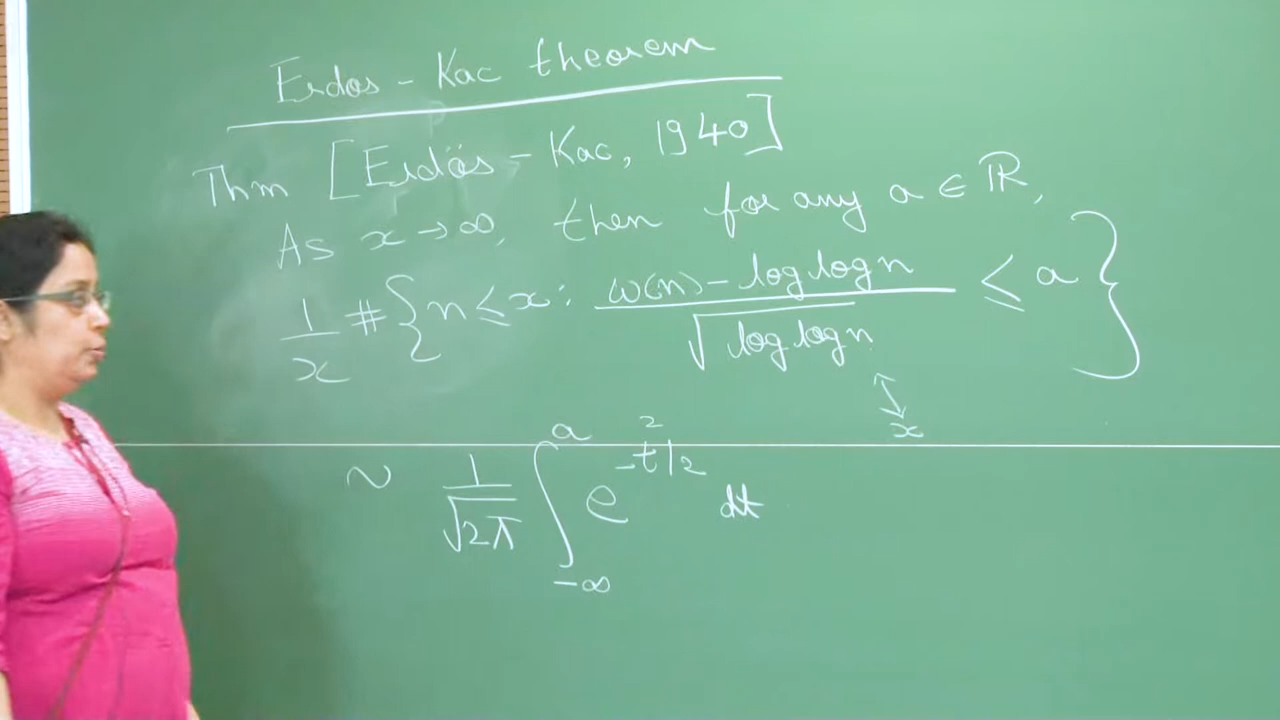 Erdos - Kac theorem
Thm [Erdös - Kac, 1940]
As x → ∞, then for any a ∈ ℝ,
1/x # { n ≤ x : (ω(n) - log log n)/√(log log n) ≤ a }
↕
x
~ 1/√2π ∫_{-∞}^{a} e^{-t²/2} dt